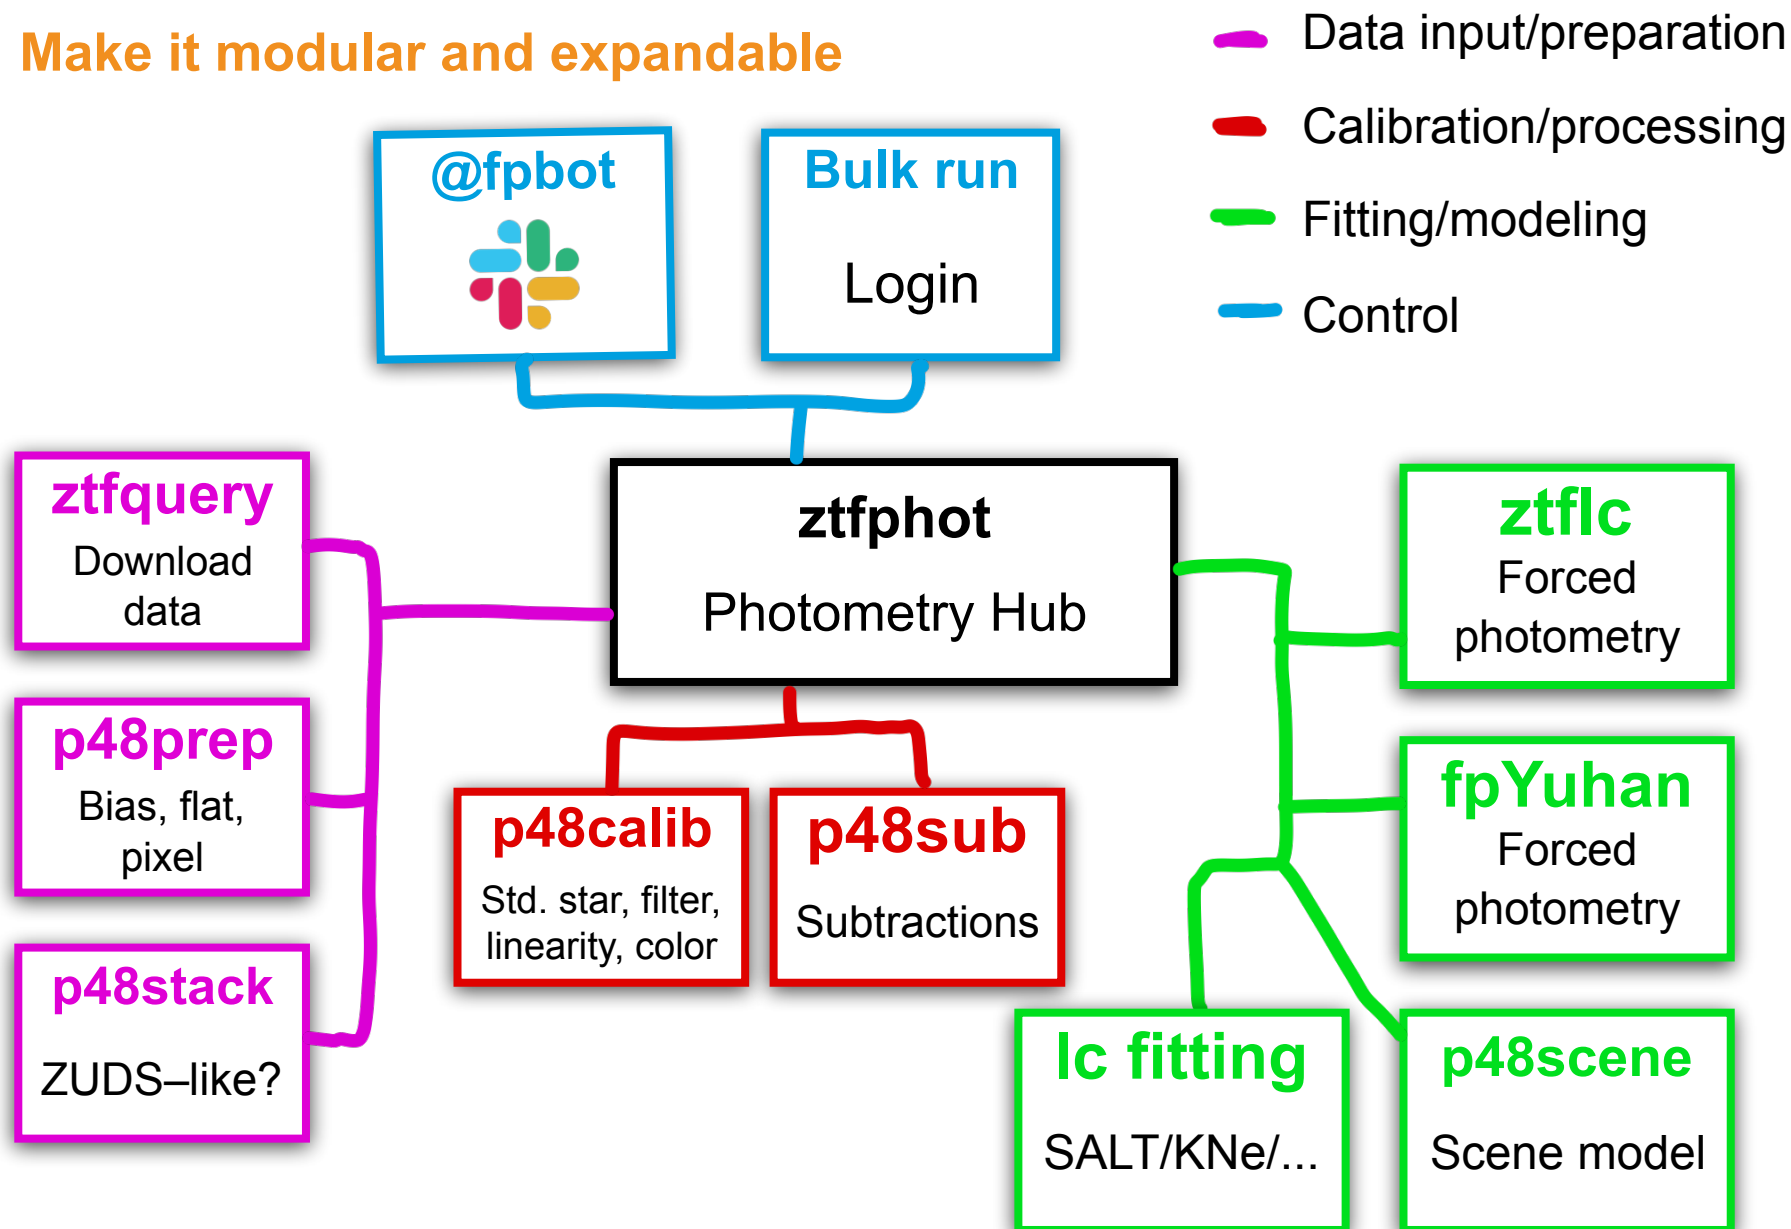 Make it modular and expandable
Data input/preparation
Calibration/processing
Fitting/modeling
Control
@fpbot
Bulk run
Login
ztfquery
Download
data
p48prep
Bias, flat,
pixel
p48stack
ZUDS–like?
ztfphot
Photometry Hub
p48calib
Std. star, filter,
linearity, color
p48sub
Subtractions
ztflc
Forced
photometry
fpYuhan
Forced
photometry
lc fitting
SALT/KNe/...
p48scene
Scene model